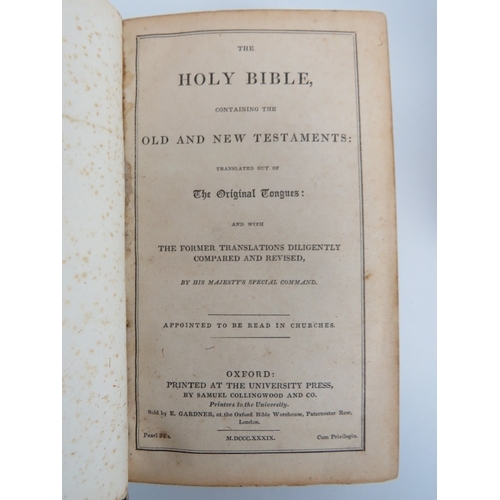 THE
HOLY BIBLE,
CONTAINING THE
OLD AND NEW TESTAMENTS:
TRANSLATED OUT OF
The Original Tongues:
AND WITH
THE FORMER TRANSLATIONS DILIGENTLY
COMPARED AND REVISED,
BY HIS MAJESTY'S SPECIAL COMMAND.
APPOINTED TO BE READ IN CHURCHES.
OXFORD:
PRINTED AT THE UNIVERSITY PRESS,
BY SAMUEL COLLINGWOOD AND CO.
Printers to the University.
Sold by E. GARDNER, at the Oxford Bible Warehouse, Paternoster Row,
London.
Pearl Cum Privilegio.
M.DCCC.XXXIX.